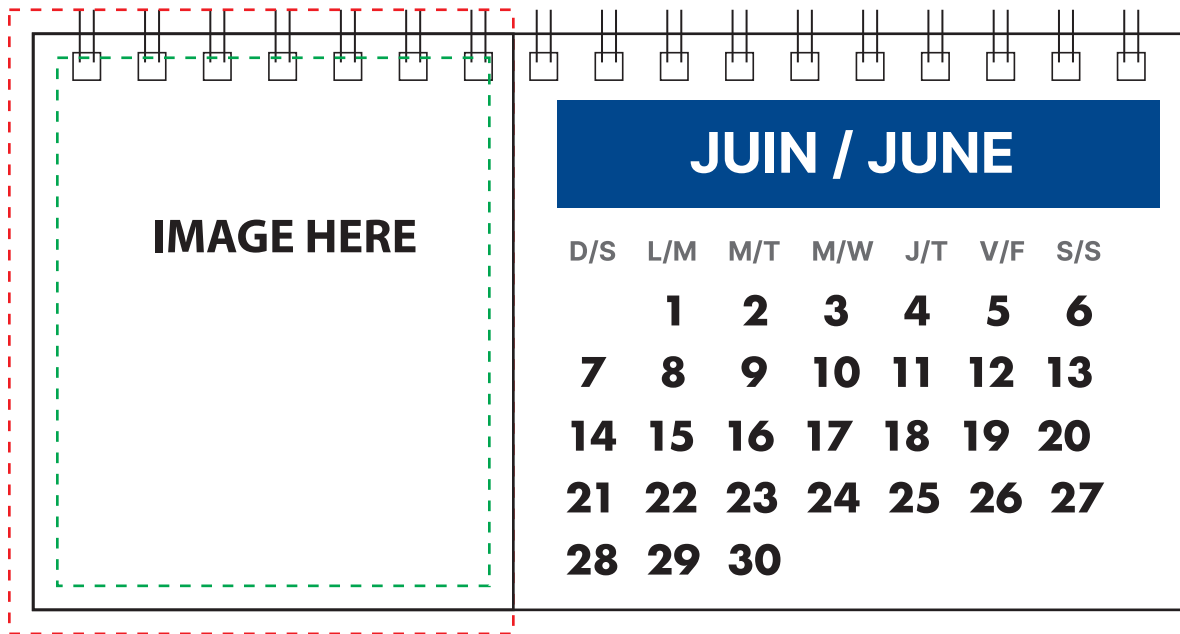 IMAGE HERE
JUIN / JUNE
D/S L/M M/T M/W J/T V/F S/S
1 2 3 4 5 6
7 8 9 10 11 12 13
14 15 16 17 18 19 20
21 22 23 24 25 26 27
28 29 30